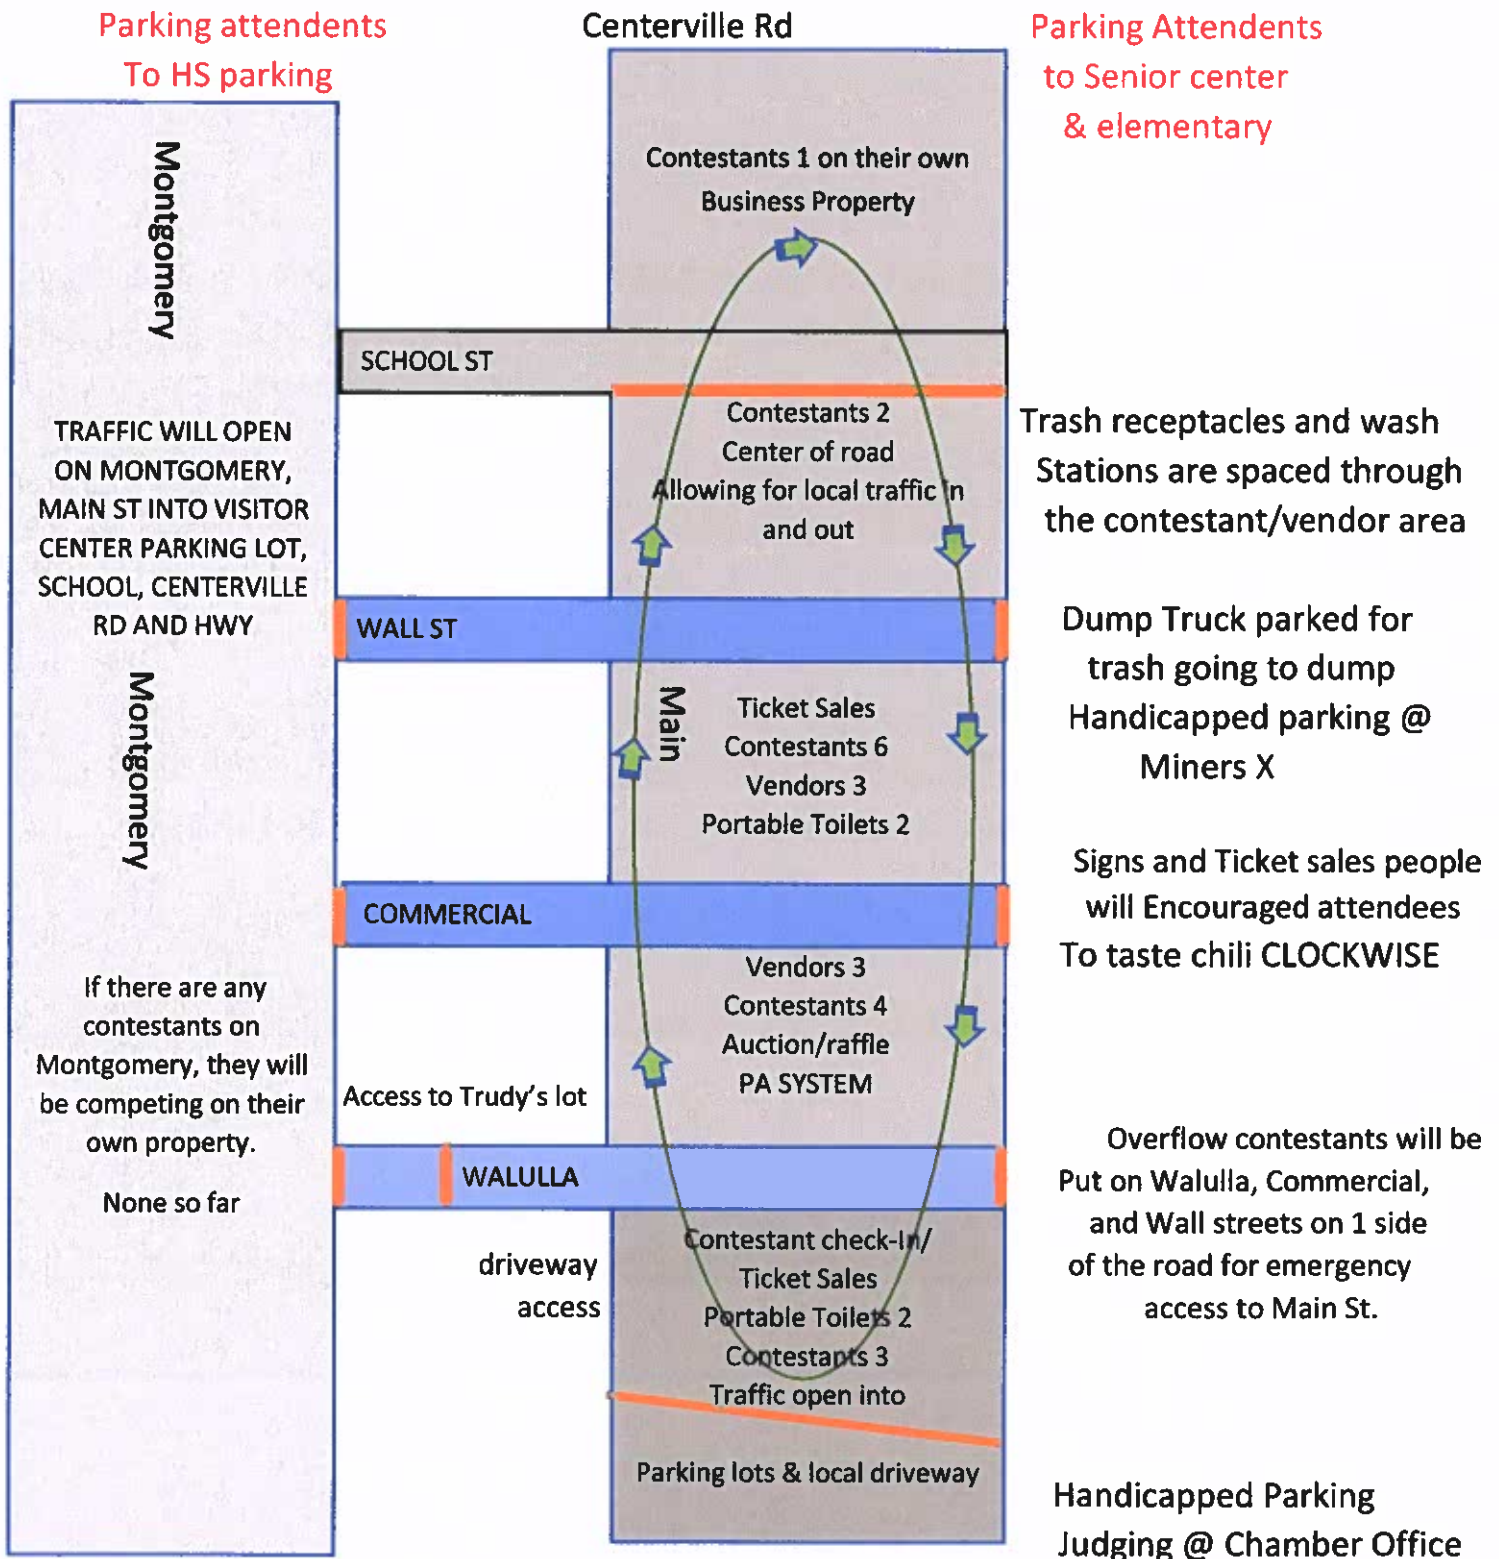 Parking attendents
To HS parking
Centerville Rd
Parking Attendents
to Senior center
& elementary
Montgomery
TRAFFIC WILL OPEN
ON MONTGOMERY,
MAIN ST INTO VISITOR
CENTER PARKING LOT,
SCHOOL, CENTERVILLE
RD AND HWY
Montgomery
If there are any
contestants on
Montgomery, they will
be competing on their
own property.
None so far
Contestants 1 on their own
Business Property
SCHOOL ST
Contestants 2
Center of road
Allowing for local traffic in
and out
WALL ST
Main
Ticket Sales
Contestants 6
Vendors 3
Portable Toilets 2
COMMERCIAL
Vendors 3
Contestants 4
Auction/raffle
PA SYSTEM
Access to Trudy's lot
WALULLA
driveway
access
Contestant check-In/
Ticket Sales
Portable Toilets 2
Contestants 3
Traffic open into
Parking lots & local driveway
Trash receptacles and wash
Stations are spaced through
the contestant/vendor area
Dump Truck parked for
trash going to dump
Handicapped parking @
Miners X
Signs and Ticket sales people
will Encouraged attendees
To taste chili CLOCKWISE
Overflow contestants will be
Put on Walulla, Commercial,
and Wall streets on 1 side
of the road for emergency
access to Main St.
Handicapped Parking
Judging @ Chamber Office